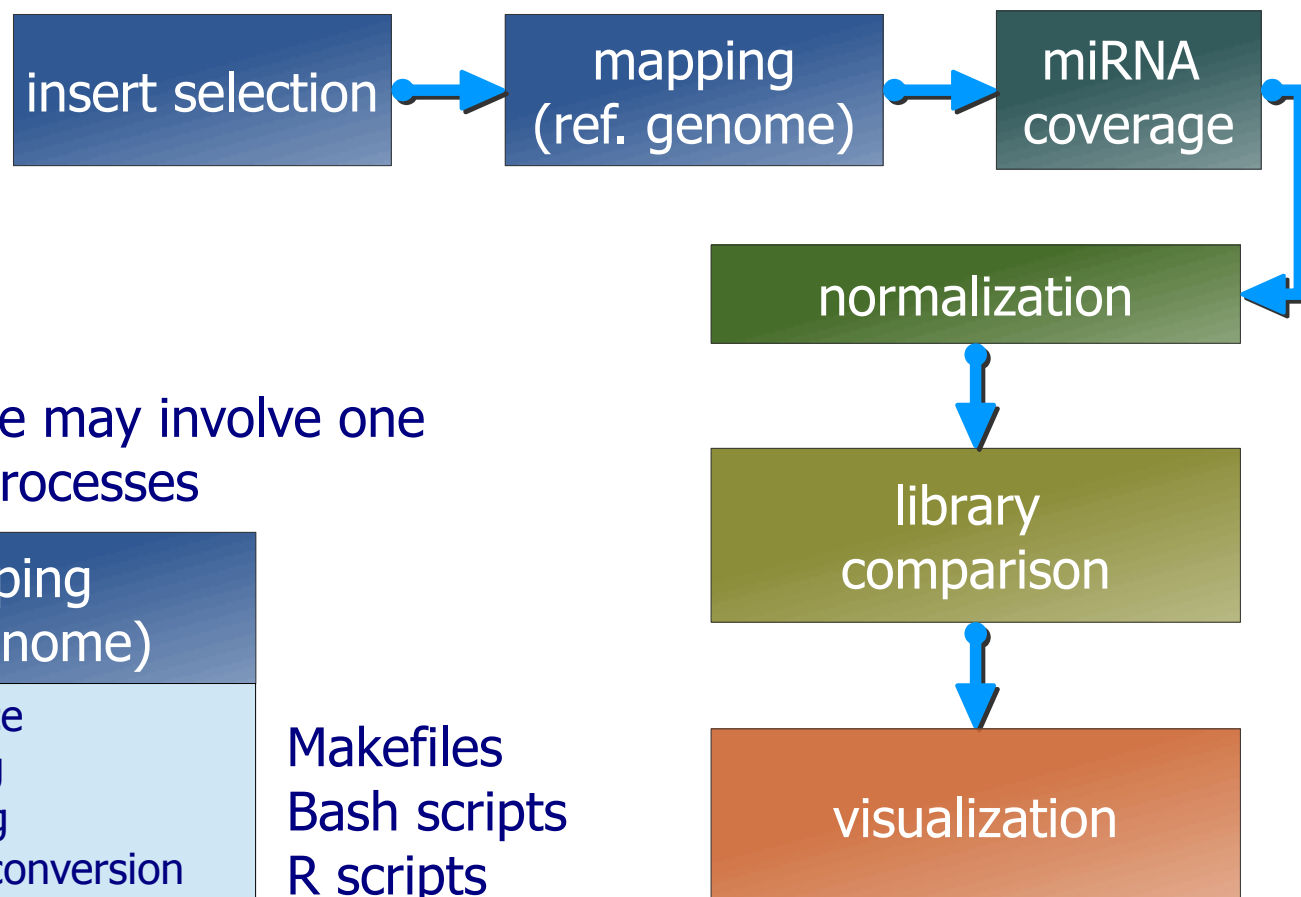 insert selection
mapping
(ref. genome)
miRNA
coverage
normalization
e may involve one
rocesses
library
comparison
ping
nome)
te
g
g
conversion
Makefiles
Bash scripts
R scripts
visualization